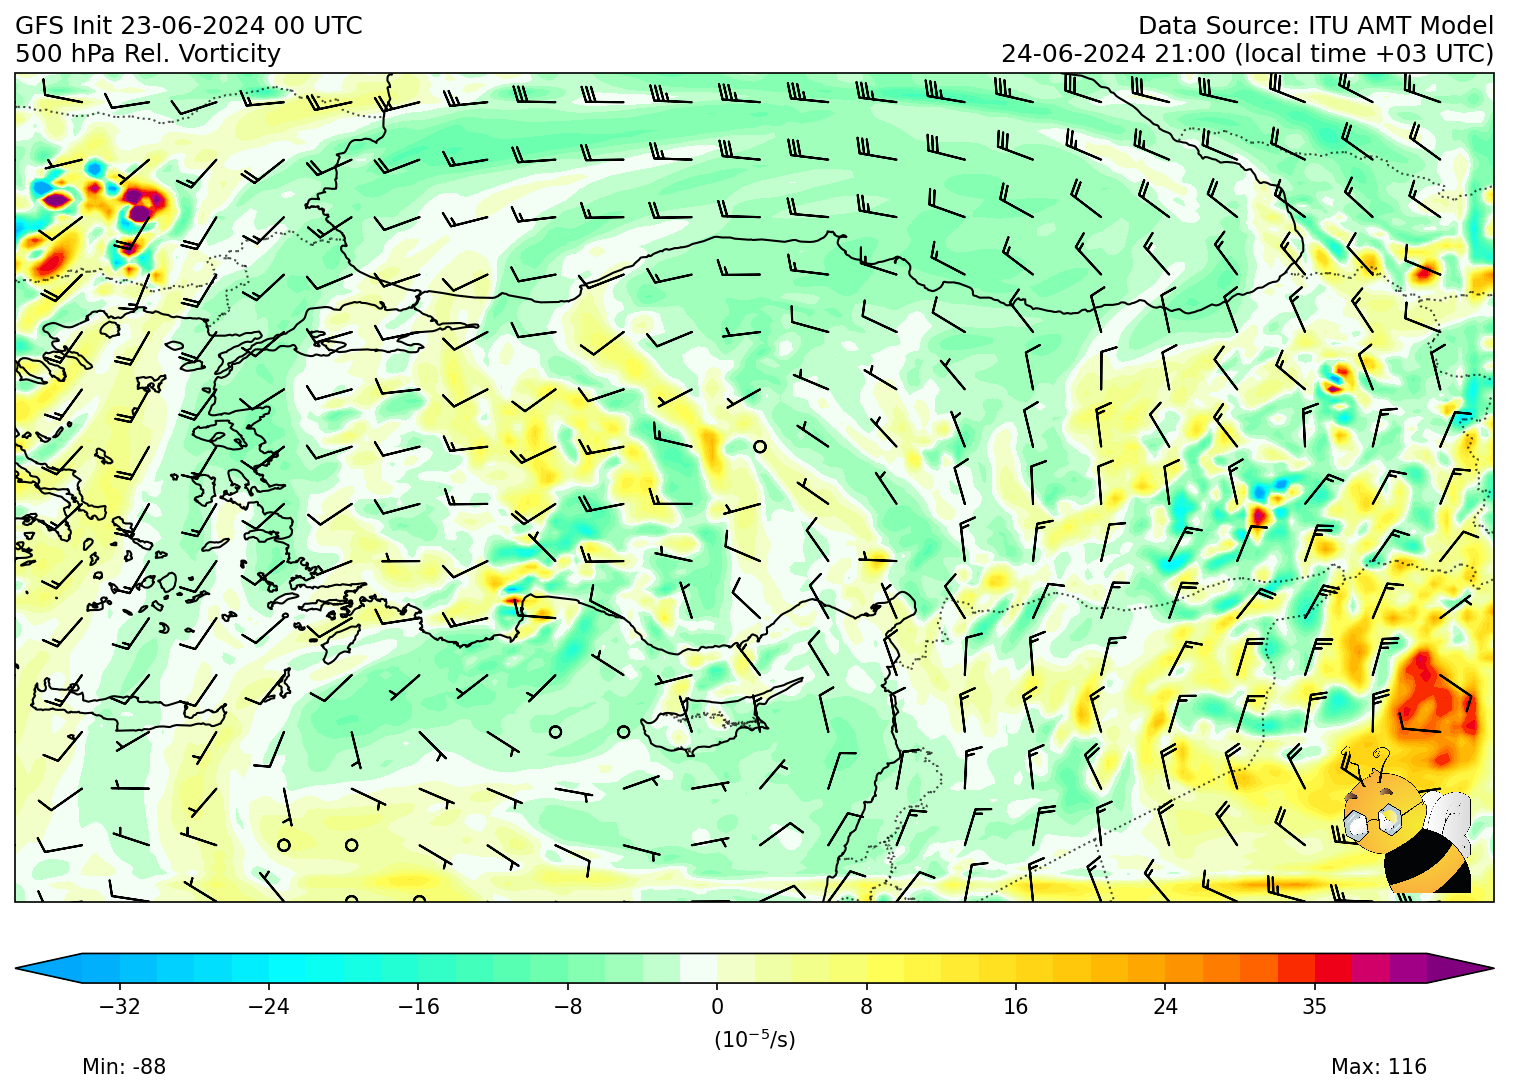 GFS Init 23-06-2024 00 UTC
Data Source: ITU AMT Model
500 hPa Rel. Vorticity
24-06-2024 21:00 (local time +03 UTC)
−32 −24 −16 −8 0 8 16 24 35
(10⁻⁵/s)
Min: -88
Max: 116